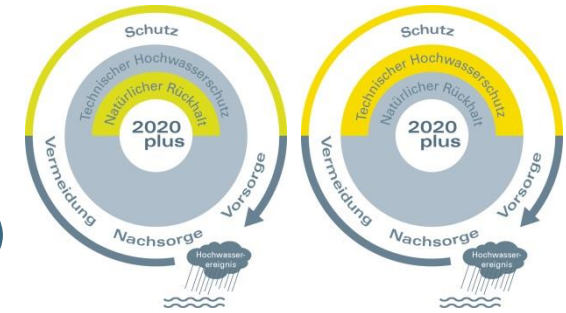 Schutz
Technischer Hochwasserschutz
Natürlicher Rückhalt
2020
plus
Vermeidung
Nachsorge
Vorsorge
Hochwasser-
ereignis
Schutz
Technischer Hochwasserschutz
Natürlicher Rückhalt
2020
plus
Vermeidung
Nachsorge
Vorsorge
Hochwasser-
ereignis